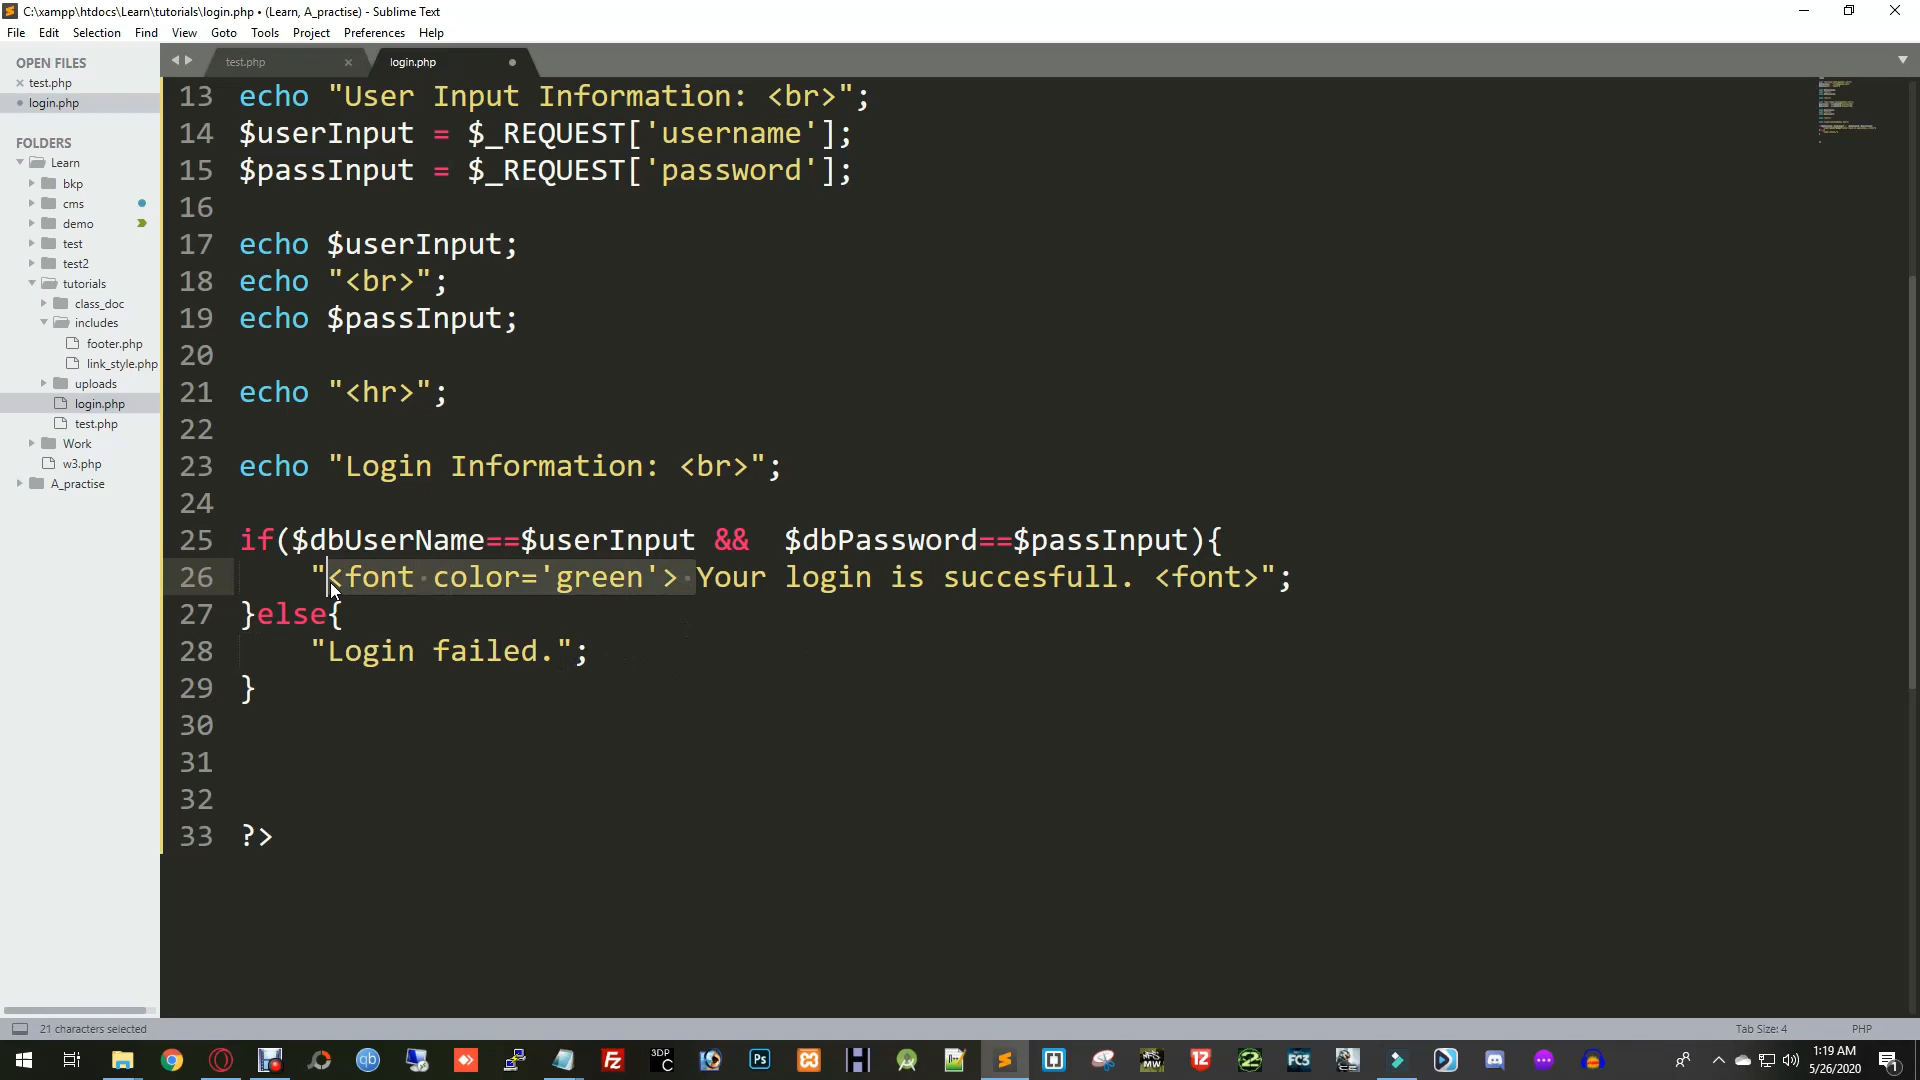 C:\xampp\htdocs\Learn\tutorials\login.php • (Learn, A_practise) - Sublime Text
File Edit Selection Find View Goto Tools Project Preferences Help
OPEN FILES
test.php
login.php
FOLDERS
Learn
bkp
cms
demo
test
test2
tutorials
class_doc
includes
footer.php
link_style.php
uploads
login.php
test.php
Work
w3.php
A_practise
test.php
login.php
13 echo "User Input Information: <br>";
14 $userInput = $_REQUEST['username'];
15 $passInput = $_REQUEST['password'];
16
17 echo $userInput;
18 echo "<br>";
19 echo $passInput;
20
21 echo "<hr>";
22
23 echo "Login Information: <br>";
24
25 if($dbUserName==$userInput &&  $dbPassword==$passInput){
26 "<font color='green'> Your login is succesfull. <font>";
27 }else{
28 "Login failed.";
29 }
30
31
32
33 ?>
21 characters selected
Tab Size: 4
PHP
1:19 AM
5/26/2020